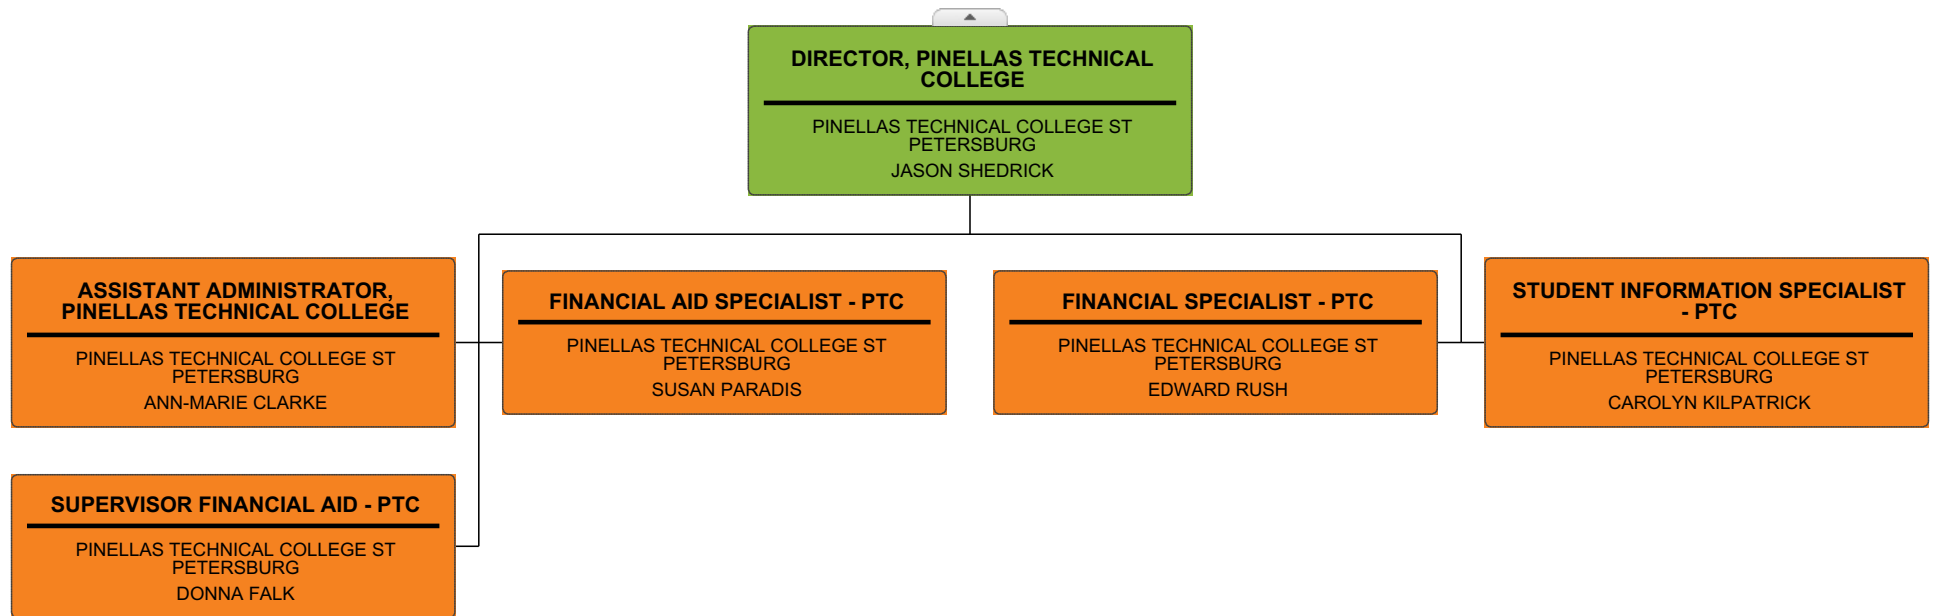 DIRECTOR, PINELLAS TECHNICAL
COLLEGE
PINELLAS TECHNICAL COLLEGE ST
PETERSBURG
JASON SHEDRICK
ASSISTANT ADMINISTRATOR,
PINELLAS TECHNICAL COLLEGE
PINELLAS TECHNICAL COLLEGE ST
PETERSBURG
ANN-MARIE CLARKE
FINANCIAL AID SPECIALIST - PTC
PINELLAS TECHNICAL COLLEGE ST
PETERSBURG
SUSAN PARADIS
FINANCIAL SPECIALIST - PTC
PINELLAS TECHNICAL COLLEGE ST
PETERSBURG
EDWARD RUSH
STUDENT INFORMATION SPECIALIST
- PTC
PINELLAS TECHNICAL COLLEGE ST
PETERSBURG
CAROLYN KILPATRICK
SUPERVISOR FINANCIAL AID - PTC
PINELLAS TECHNICAL COLLEGE ST
PETERSBURG
DONNA FALK